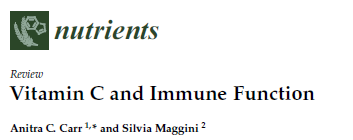 nutrients
Review
Vitamin C and Immune Function
Anitra C. Carr 1,* and Silvia Maggini 2